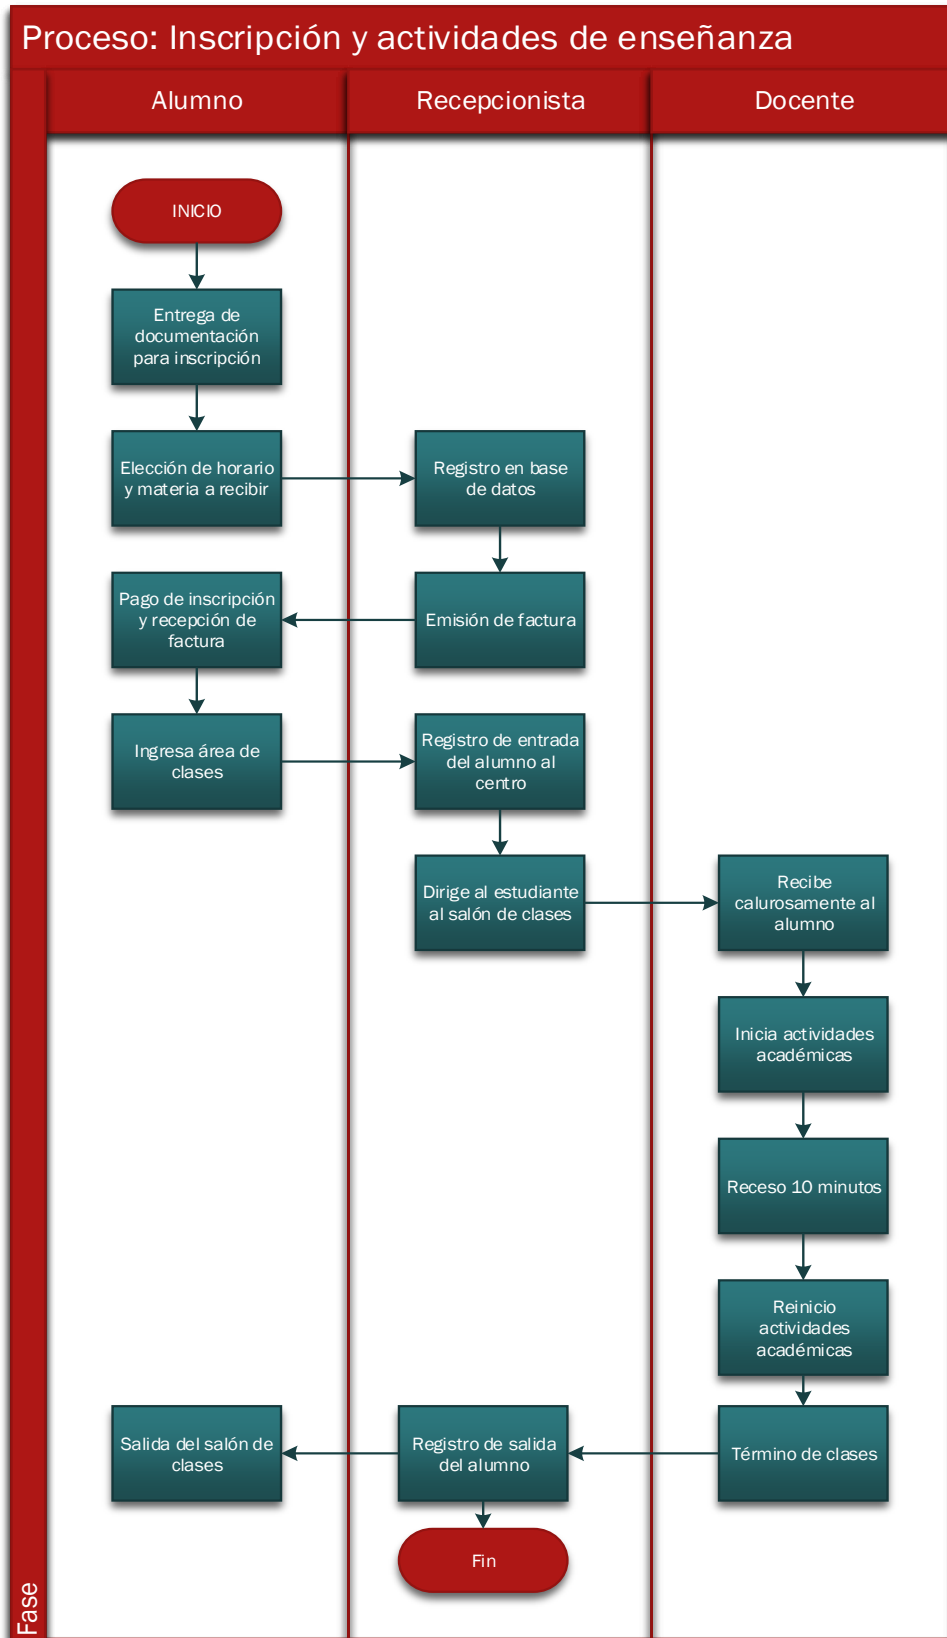 Proceso: Inscripción y actividades de enseñanza
Alumno
Recepcionista
Docente
INICIO
Entrega de
documentación
para inscripción
Elección de horario
y materia a recibir
Registro en base
de datos
Pago de inscripción
y recepción de
factura
Emisión de factura
Ingresa área de
clases
Registro de entrada
del alumno al
centro
Dirige al estudiante
al salón de clases
Recibe
calurosamente al
alumno
Inicia actividades
académicas
Receso 10 minutos
Reinicio
actividades
académicas
Salida del salón de
clases
Registro de salida
del alumno
Término de clases
Fin
Fase